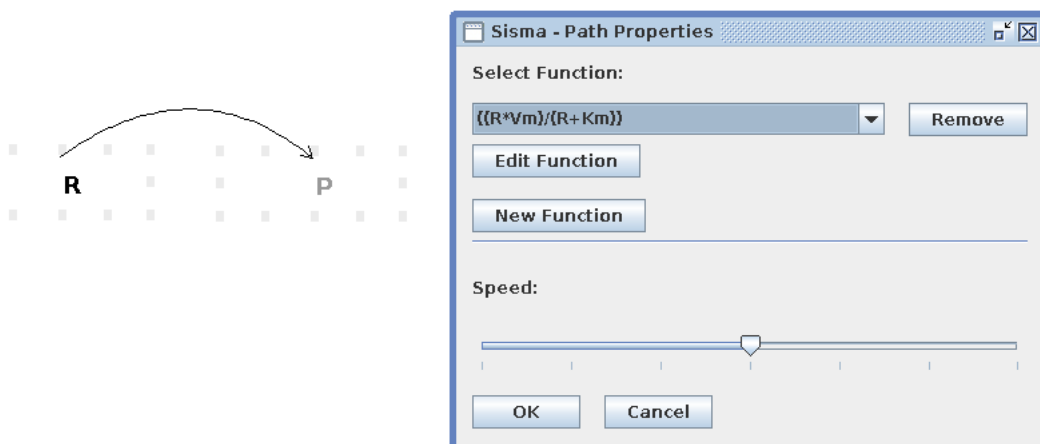 R
P
Sisma - Path Properties
Select Function:
((R*Vm)/(R+Km))
Remove
Edit Function
New Function
Speed:
OK
Cancel